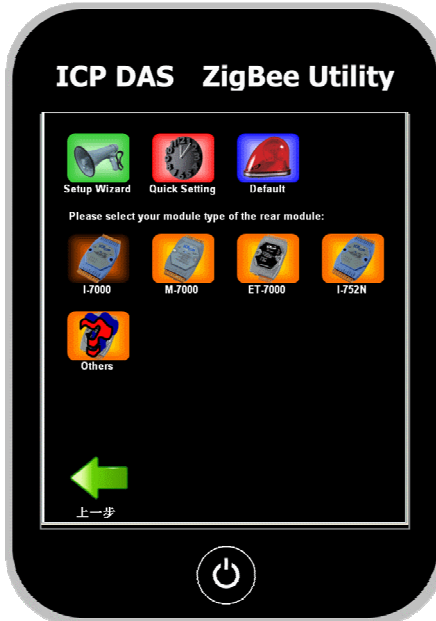 ICP DAS ZigBee Utility
Setup Wizard Quick Setting Default
Please select your module type of the rear module:
I-7000 M-7000 ET-7000 I-752N
Others
上一步